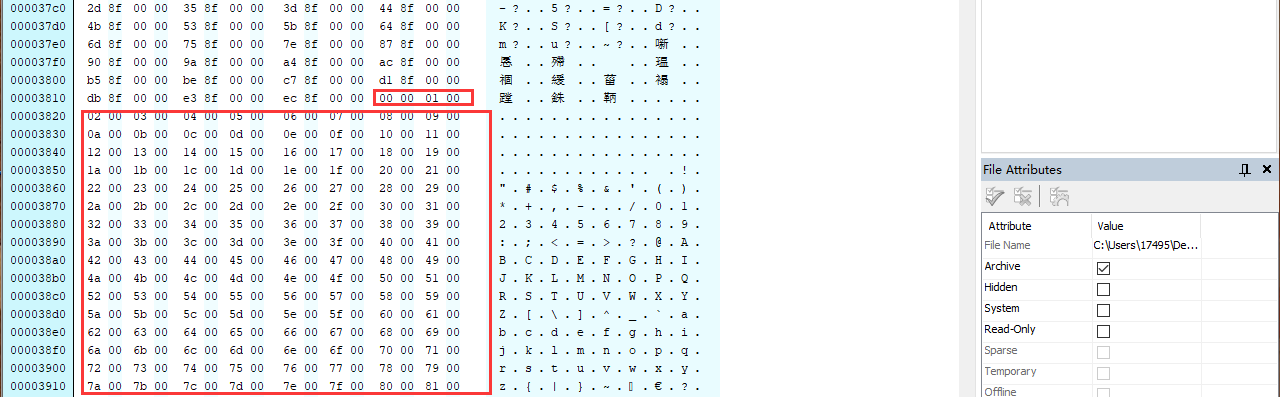 000037c0 2d 8f 00 00 35 8f 00 00 3d 8f 00 00 44 8f 00 00 - ? . . 5 ? . . = ? . . D ? . .
000037d0 4b 8f 00 00 53 8f 00 00 5b 8f 00 00 64 8f 00 00 K ? . . S ? . . [ ? . . d ? . .
000037e0 6d 8f 00 00 75 8f 00 00 7e 8f 00 00 87 8f 00 00 m ? . . u ? . . ~ ? . . 噺 . .
000037f0 90 8f 00 00 9a 8f 00 00 a4 8f 00 00 ac 8f 00 00 . . 殢 . . . . 瑥 . .
00003800 b5 8f 00 00 be 8f 00 00 c7 8f 00 00 d1 8f 00 00 . . . . . . . .
00003810 db 8f 00 00 e3 8f 00 00 ec 8f 00 00 00 00 01 00 . . 銖 . . . . . . . .
00003820 02 00 03 00 04 00 05 00 06 00 07 00 08 00 09 00 . . . . . . . . . . . . . . . .
00003830 0a 00 0b 00 0c 00 0d 00 0e 00 0f 00 10 00 11 00 . . . . . . . . . . . . . . . .
00003840 12 00 13 00 14 00 15 00 16 00 17 00 18 00 19 00 . . . . . . . . . . . . . . . .
00003850 1a 00 1b 00 1c 00 1d 00 1e 00 1f 00 20 00 21 00 . . . . . . . . . . . .   . ! .
00003860 22 00 23 00 24 00 25 00 26 00 27 00 28 00 29 00 " . # . $ . % . & . ' . ( . ) .
00003870 2a 00 2b 00 2c 00 2d 00 2e 00 2f 00 30 00 31 00 * . + . , . - . . . / . 0 . 1 .
00003880 32 00 33 00 34 00 35 00 36 00 37 00 38 00 39 00 2 . 3 . 4 . 5 . 6 . 7 . 8 . 9 .
00003890 3a 00 3b 00 3c 00 3d 00 3e 00 3f 00 40 00 41 00 : . ; . < . = . > . ? . @ . A .
000038a0 42 00 43 00 44 00 45 00 46 00 47 00 48 00 49 00 B . C . D . E . F . G . H . I .
000038b0 4a 00 4b 00 4c 00 4d 00 4e 00 4f 00 50 00 51 00 J . K . L . M . N . O . P . Q .
000038c0 52 00 53 00 54 00 55 00 56 00 57 00 58 00 59 00 R . S . T . U . V . W . X . Y .
000038d0 5a 00 5b 00 5c 00 5d 00 5e 00 5f 00 60 00 61 00 Z . [ . \ . ] . ^ . _ . ` . a .
000038e0 62 00 63 00 64 00 65 00 66 00 67 00 68 00 69 00 b . c . d . e . f . g . h . i .
000038f0 6a 00 6b 00 6c 00 6d 00 6e 00 6f 00 70 00 71 00 j . k . l . m . n . o . p . q .
00003900 72 00 73 00 74 00 75 00 76 00 77 00 78 00 79 00 r . s . t . u . v . w . x . y .
00003910 7a 00 7b 00 7c 00 7d 00 7e 00 7f 00 80 00 81 00 z . { . | . } . ~ . ▯ . € . ? .
File Attributes
Attribute Value
File Name C:\Users\17495\De...
Archive
Hidden
System
Read-Only
Sparse
Temporary
Offline